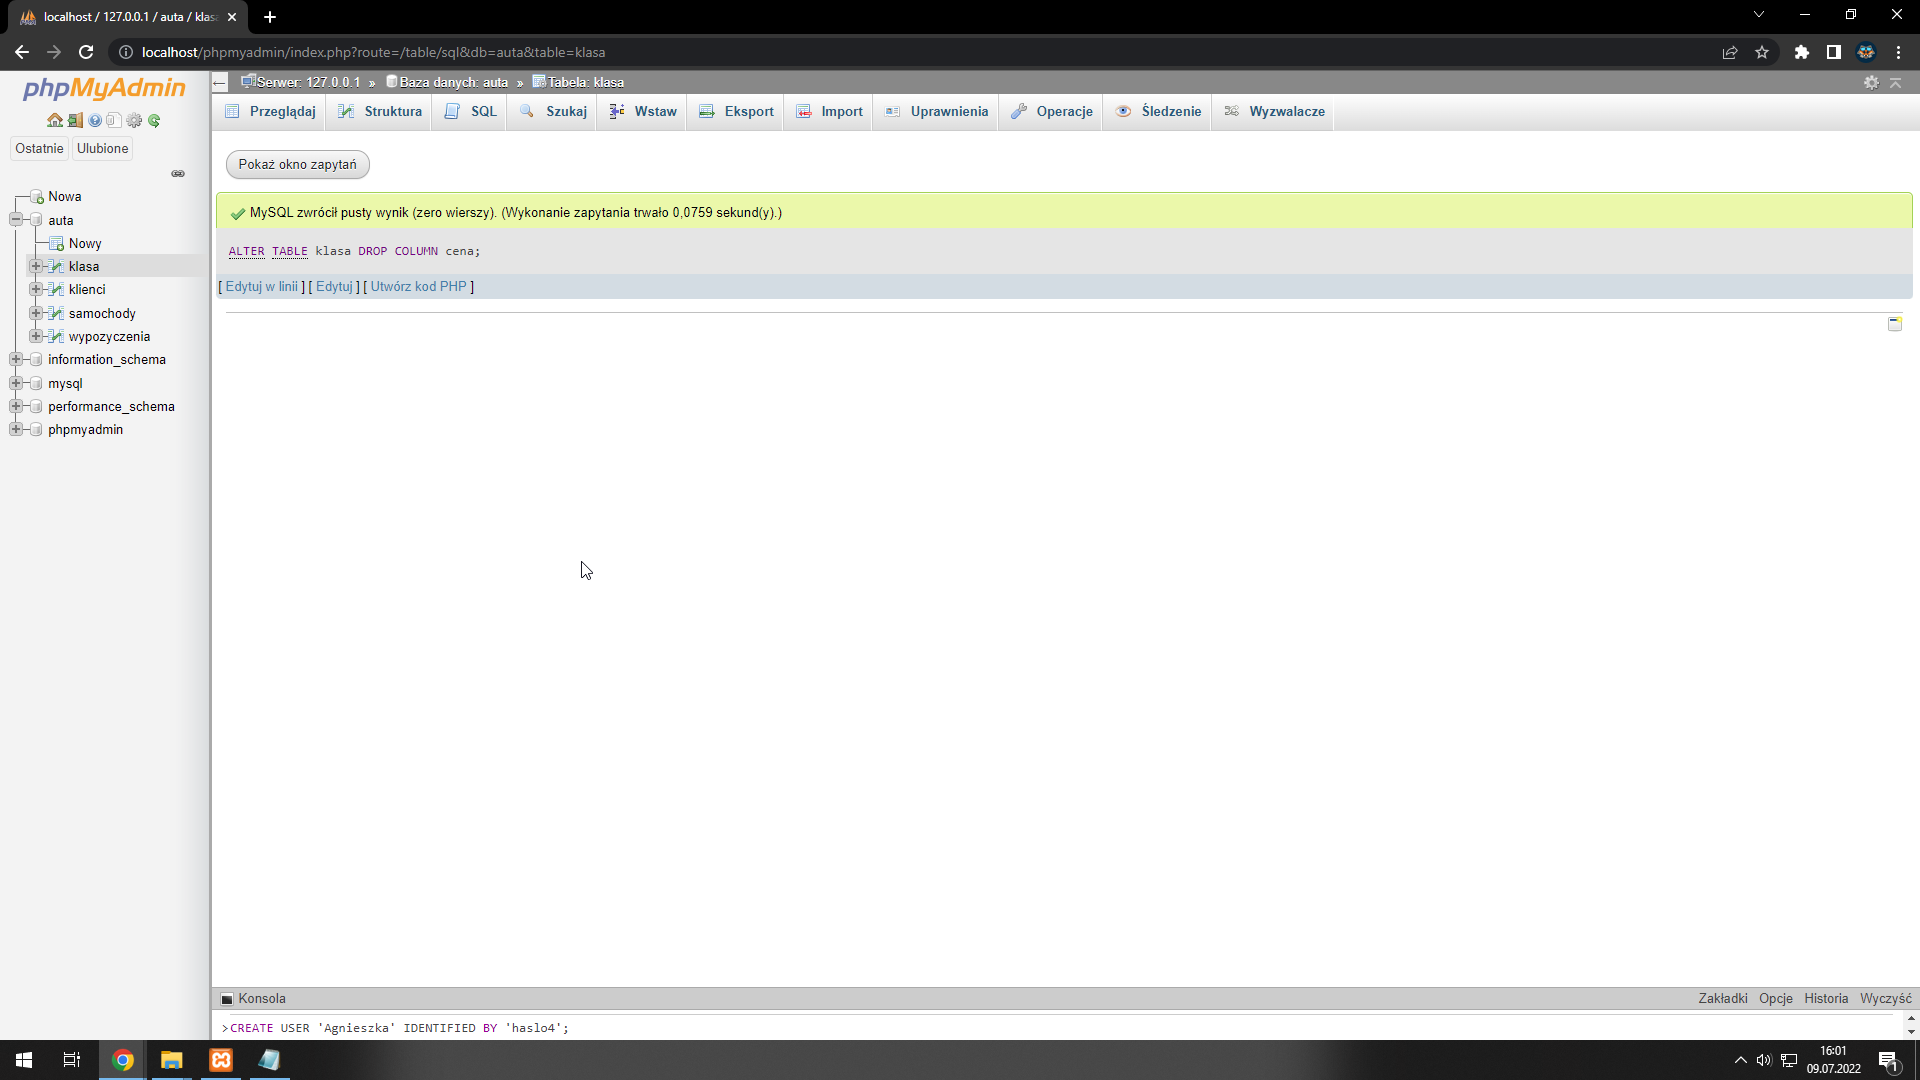 localhost / 127.0.0.1 / auta / klas
localhost/phpmyadmin/index.php?route=/table/sql&db=auta&table=klasa
phpMyAdmin
Ostatnie
Ulubione
Nowa
auta
Nowy
klasa
klienci
samochody
wypozyczenia
information_schema
mysql
performance_schema
phpmyadmin
Serwer: 127.0.0.1 » Baza danych: auta » Tabela: klasa
Przeglądaj
Struktura
SQL
Szukaj
Wstaw
Eksport
Import
Uprawnienia
Operacje
Śledzenie
Wyzwalacze
Pokaż okno zapytań
MySQL zwrócił pusty wynik (zero wierszy). (Wykonanie zapytania trwało 0,0759 sekund(y).)
ALTER TABLE klasa DROP COLUMN cena;
[ Edytuj w linii ] [ Edytuj ] [ Utwórz kod PHP ]
Konsola
Zakładki
Opcje
Historia
Wyczyść
>CREATE USER 'Agnieszka' IDENTIFIED BY 'haslo4';
16:01
09.07.2022
1